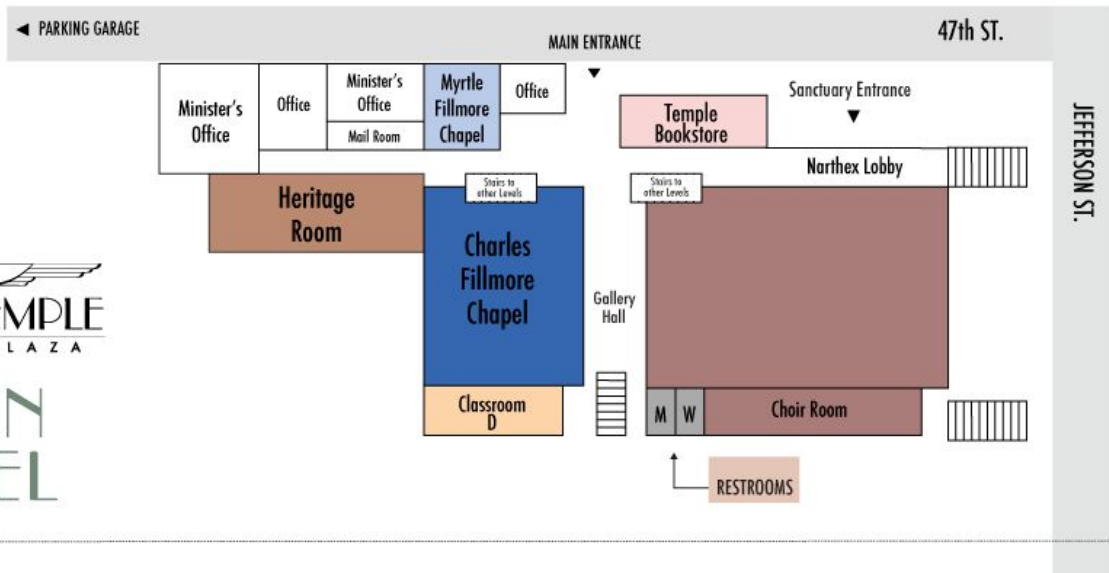 PARKING GARAGE
47th ST.
MAIN ENTRANCE
Minister's
Office
Office
Minister's
Office
Mail Room
Myrtle
Fillmore
Chapel
Office
Temple
Bookstore
Sanctuary Entrance
Narthex Lobby
JEFFERSON ST.
Heritage
Room
Stairs to
other Levels
Stairs to
other Levels
Charles
Fillmore
Chapel
Gallery
Hall
MPLE
LAZA
N
EL
Classroom
D
M
W
Choir Room
RESTROOMS